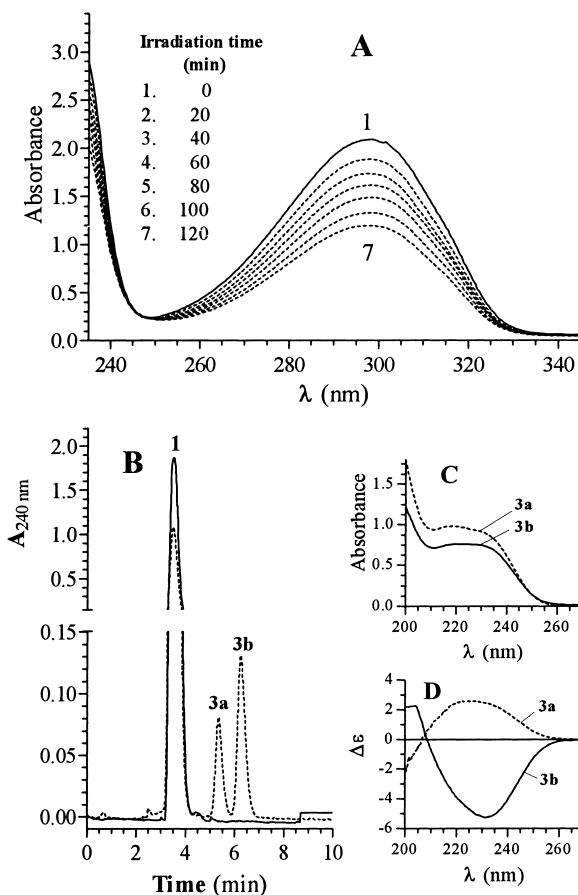 A
Irradiation time
(min)
1. 0
2. 20
3. 40
4. 60
5. 80
6. 100
7. 120
1
7
3.0
2.5
2.0
1.5
1.0
0.5
0.0
Absorbance
240 260 280 300 320 340
λ (nm)
B
1
2.0
1.5
1.0
0.5
0.15
0.10
0.05
0.00
A240 nm
3a
3b
0 2 4 6 8 10
Time (min)
C
3a
3b
1.5
1.0
0.5
0.0
Absorbance
200 220 240 260
λ (nm)
D
3a
3b
4
2
0
-2
-4
-6
Δε
200 220 240 260
λ (nm)